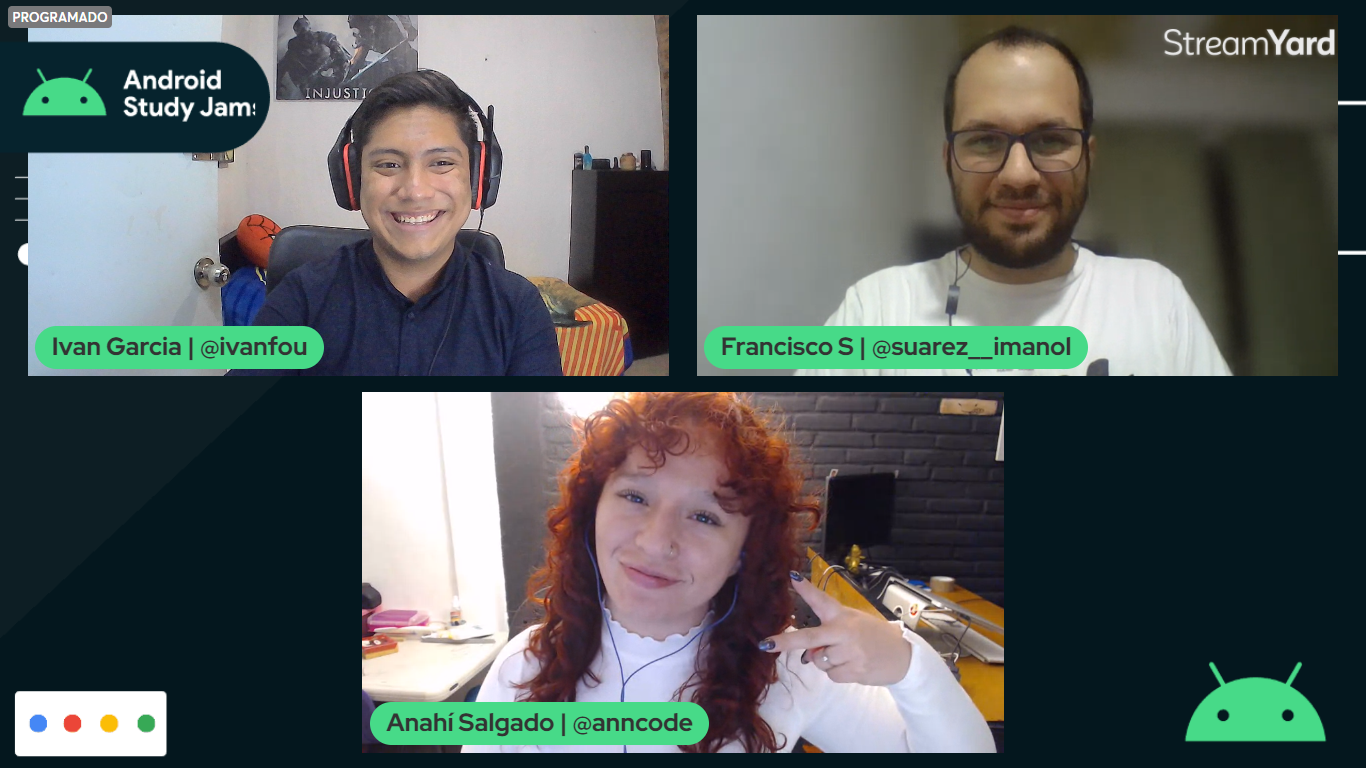 PROGRAMADO
Android
Study Jams
INJUSTIC
StreamYard
Ivan Garcia | @ivanfou
Francisco S | @suarez__imanol
Anahí Salgado | @anncode